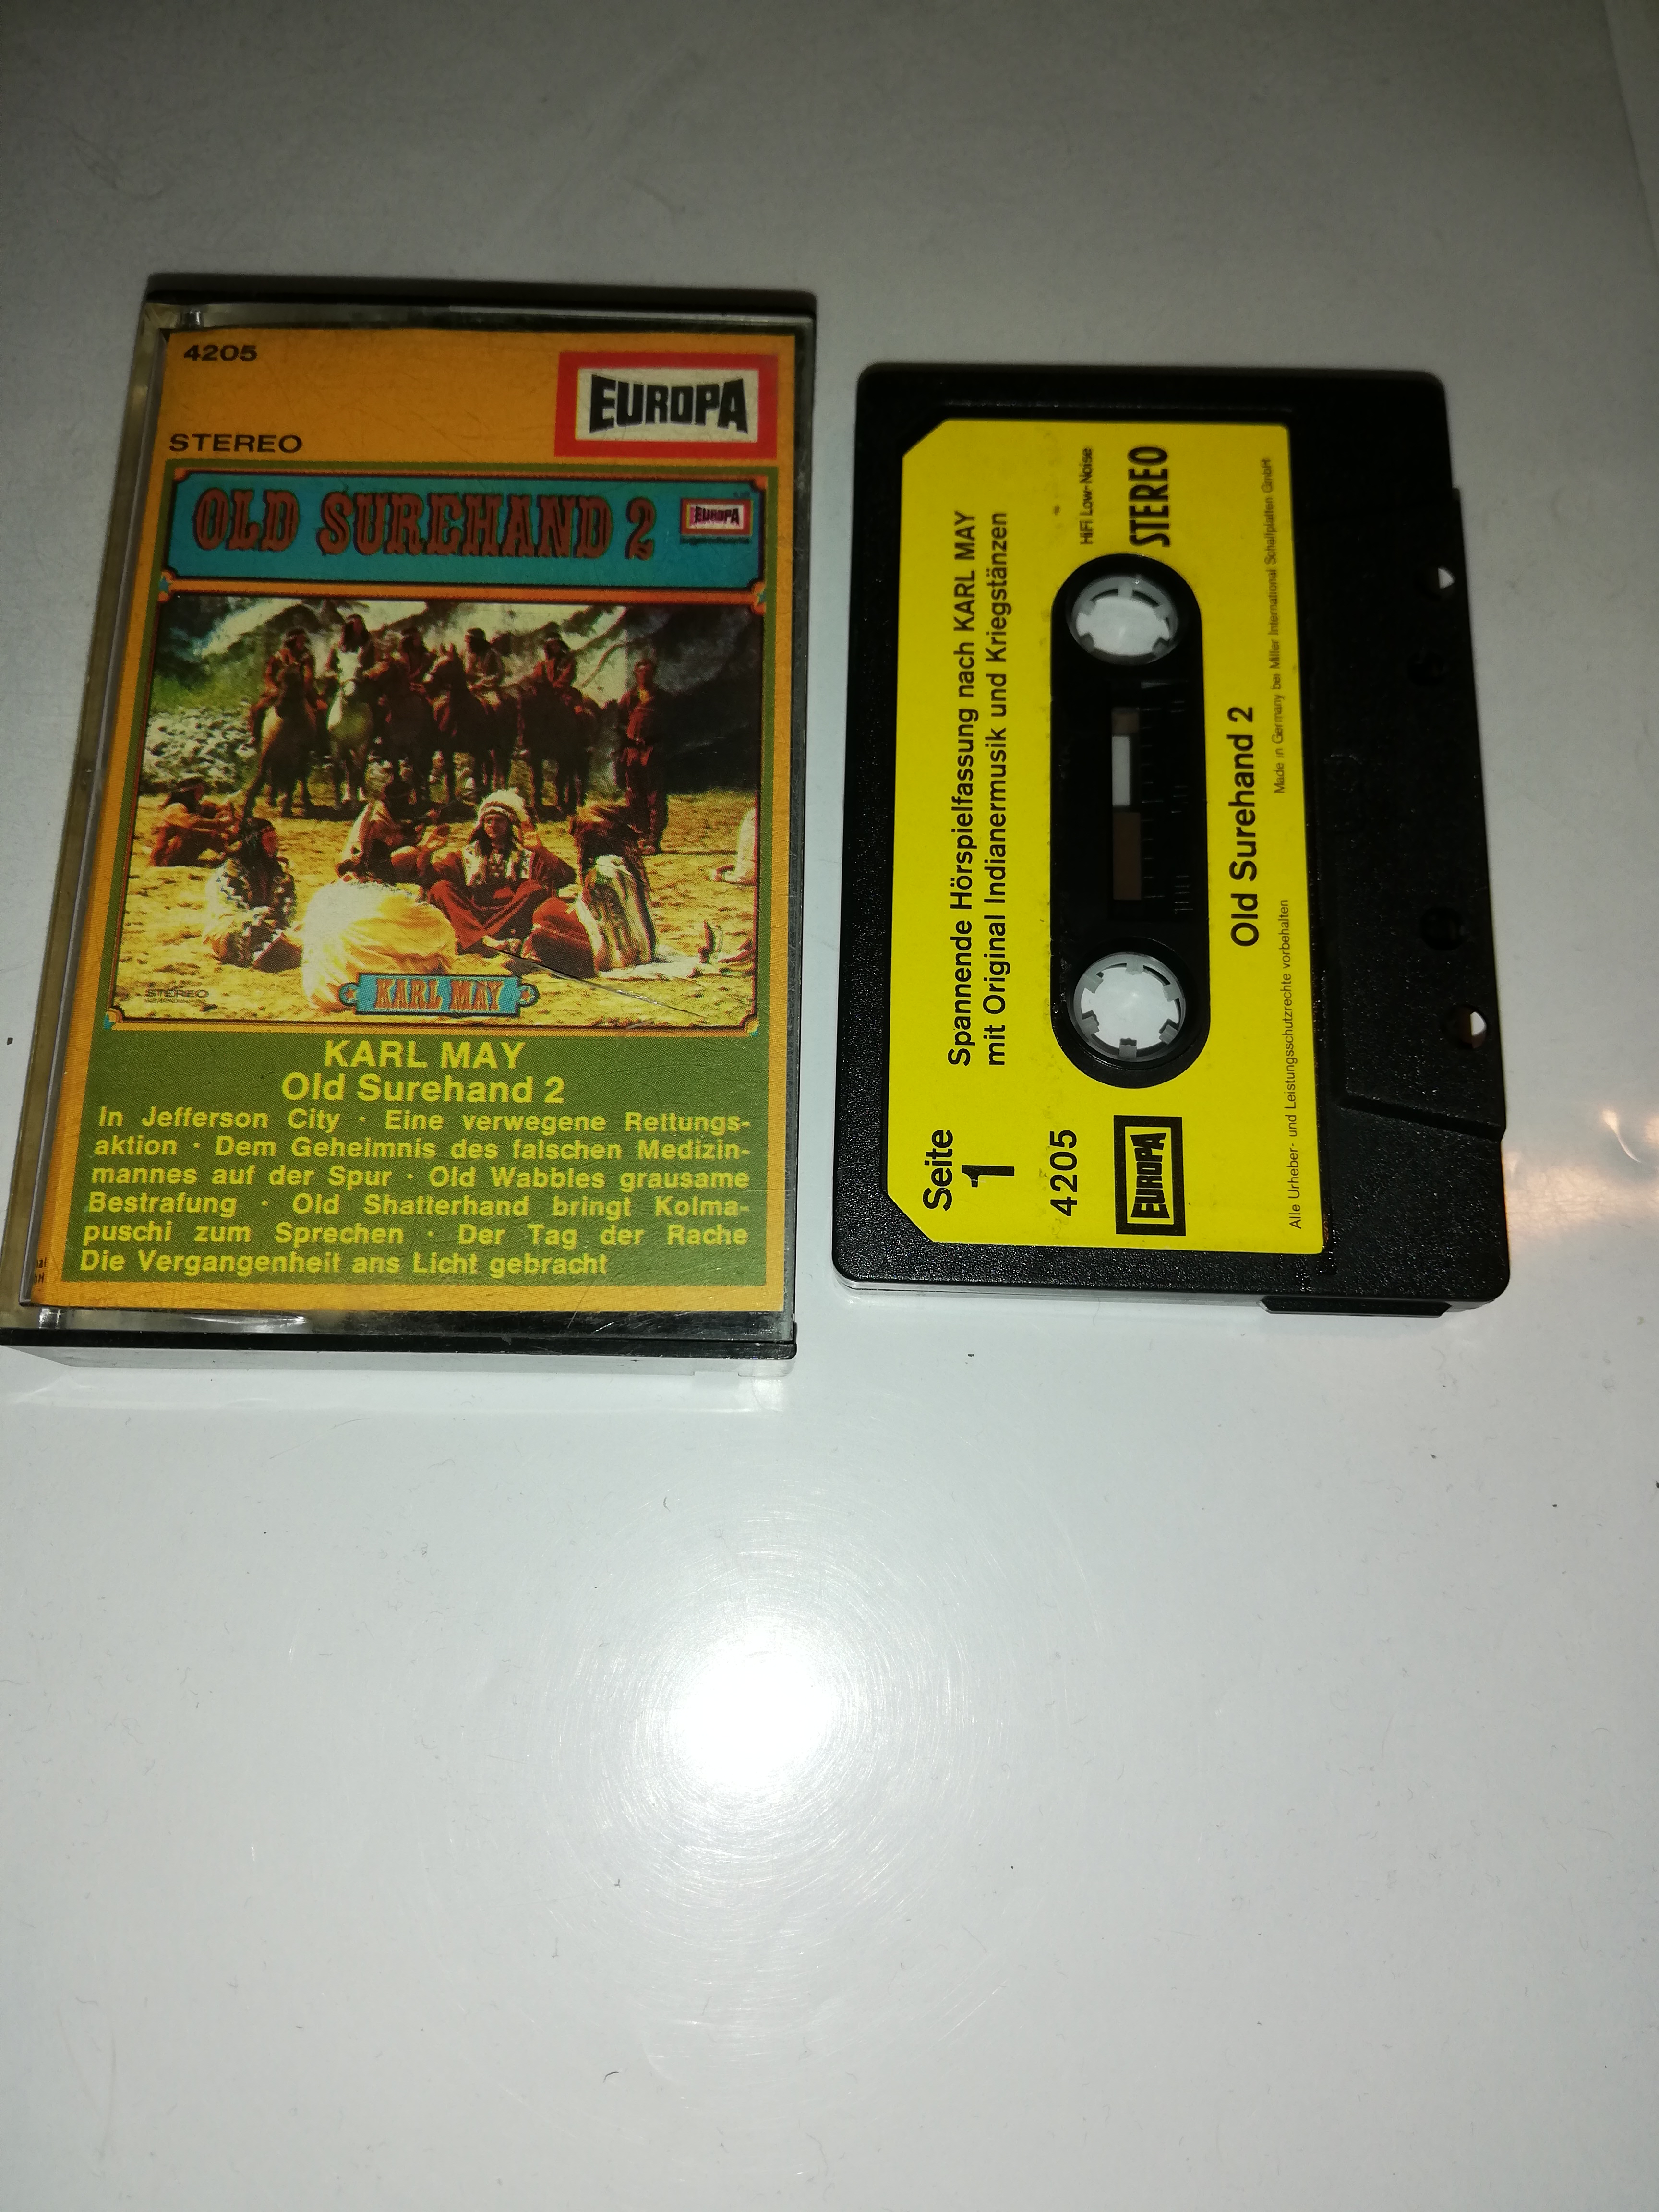 4205
EUROPA
STEREO
OLD SUREHAND 2
EUROPA
STEREO
KARL MAY
KARL MAY
Old Surehand 2
In Jefferson City · Eine verwegene Rettungs-
aktion · Dem Geheimnis des falschen Medizin-
mannes auf der Spur · Old Wabbles grausame
Bestrafung · Old Shatterhand bringt Kolma-
puschi zum Sprechen · Der Tag der Rache
Die Vergangenheit ans Licht gebracht
Seite
1
Spannende Hörspielfassung nach KARL MAY
mit Original Indianermusik und Kriegstänzen
4205
EUROPA
HiFi Low-Noise
STEREO
Old Surehand 2
Alle Urheber- und Leistungsschutzrechte vorbehalten
Made in Germany bei Miller International Schallplatten GmbH